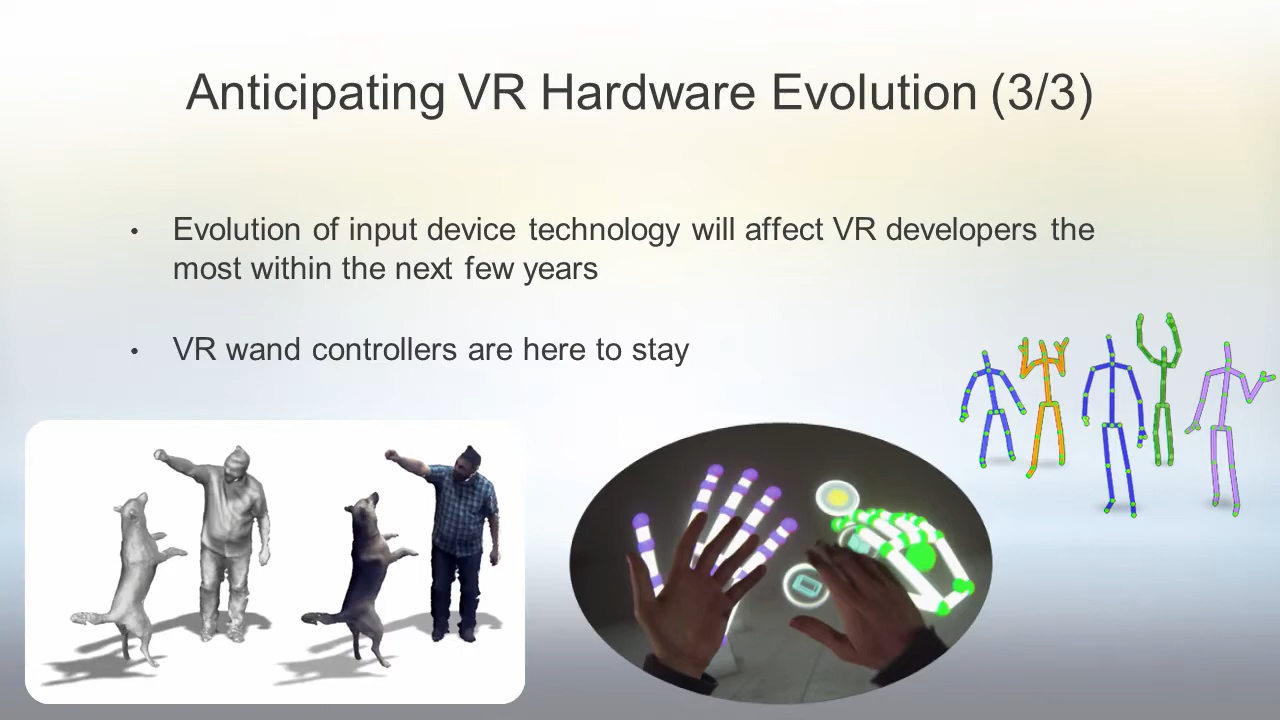 Anticipating VR Hardware Evolution (3/3)
• Evolution of input device technology will affect VR developers the
most within the next few years
• VR wand controllers are here to stay